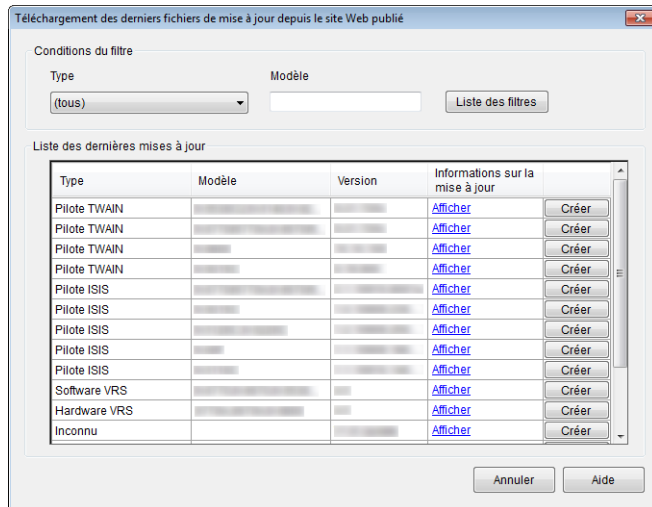 Téléchargement des derniers fichiers de mise à jour depuis le site Web publié
Conditions du filtre
Type Modèle
(tous) Liste des filtres
Liste des dernières mises à jour
Type Modèle Version Informations sur la mise à jour
Pilote TWAIN Afficher Créer
Pilote TWAIN Afficher Créer
Pilote TWAIN Afficher Créer
Pilote TWAIN Afficher Créer
Pilote ISIS Afficher Créer
Pilote ISIS Afficher Créer
Pilote ISIS Afficher Créer
Pilote ISIS Afficher Créer
Pilote ISIS Afficher Créer
Software VRS Afficher Créer
Hardware VRS Afficher Créer
Inconnu Afficher Créer
Annuler Aide